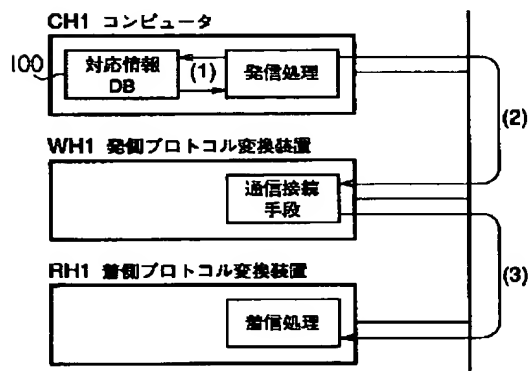 CH1 コンピュータ
100
対応情報
DB
(1)
発信処理
(2)
WH1 発側プロトコル変換装置
通信接続
手段
(3)
RH1 着側プロトコル変換装置
着信処理